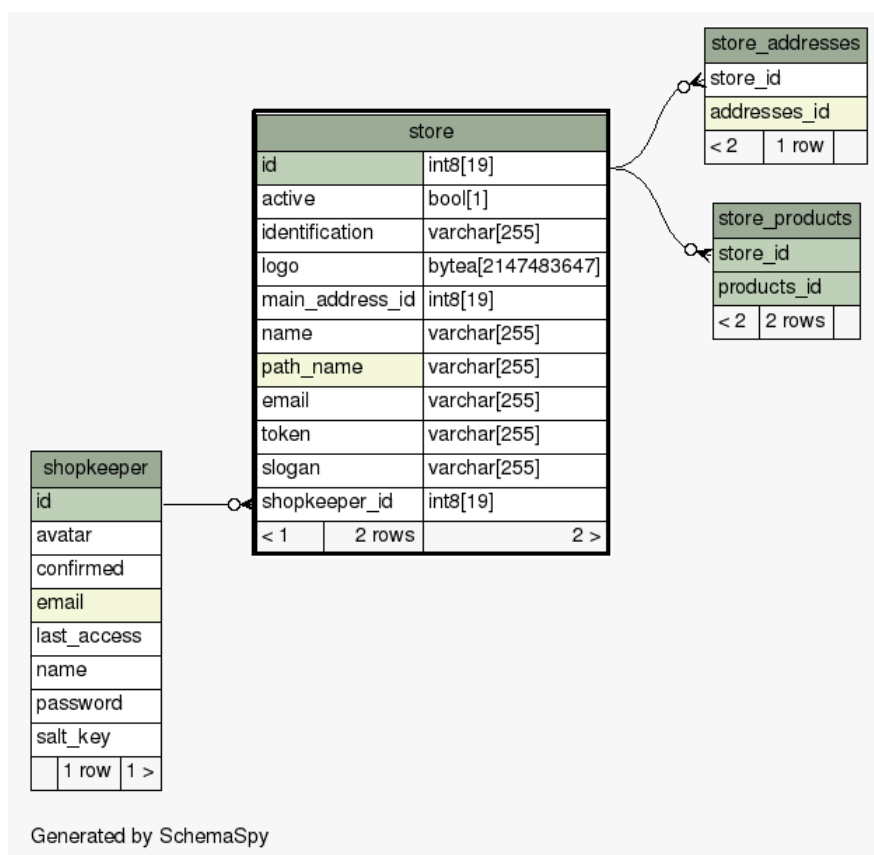 store_addresses
store_id
addresses_id
< 2 1 row
store
id int8[19]
active bool[1]
identification varchar[255]
logo bytea[2147483647]
main_address_id int8[19]
name varchar[255]
path_name varchar[255]
email varchar[255]
token varchar[255]
slogan varchar[255]
shopkeeper_id int8[19]
< 1 2 rows 2 >
store_products
store_id
products_id
< 2 2 rows
shopkeeper
id
avatar
confirmed
email
last_access
name
password
salt_key
1 row 1 >
Generated by SchemaSpy